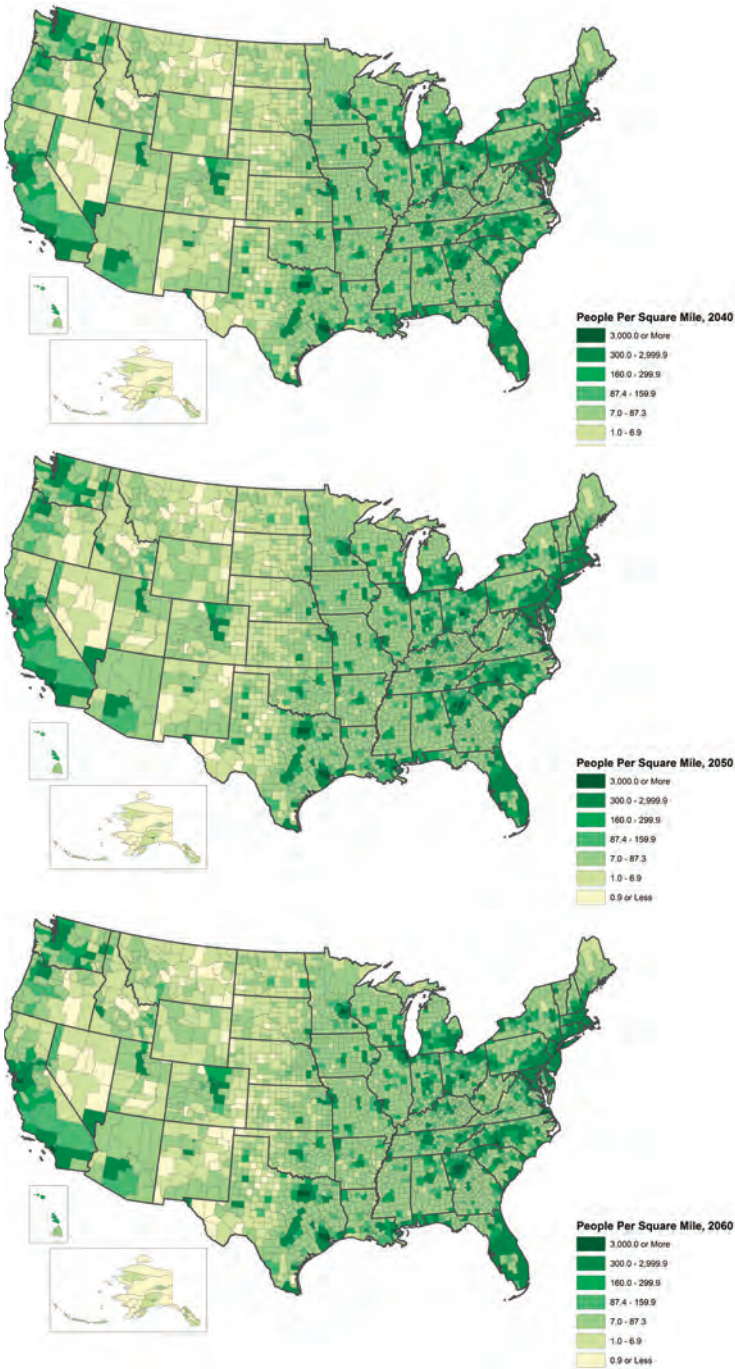 People Per Square Mile, 2040
3,000.0 or More
300.0 - 2,999.9
160.0 - 299.9
87.4 - 159.9
7.0 - 87.3
1.0 - 6.9
People Per Square Mile, 2050
3,000.0 or More
300.0 - 2,999.9
160.0 - 299.9
87.4 - 159.9
7.0 - 87.3
1.0 - 6.9
0.9 or Less
People Per Square Mile, 2060
3,000.0 or More
300.0 - 2,999.9
160.0 - 299.9
87.4 - 159.9
7.0 - 87.3
1.0 - 6.9
0.9 or Less